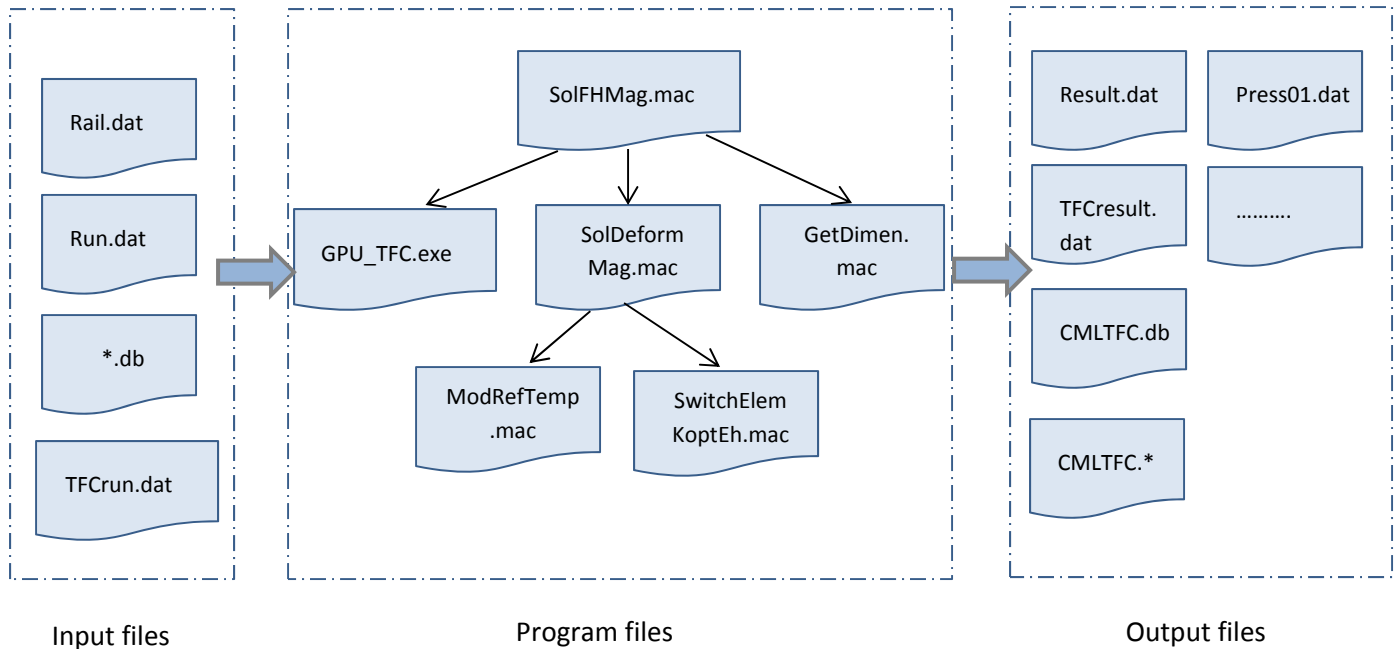 Rail.dat
Run.dat
*.db
TFCrun.dat
Input files
SolFHMag.mac
GPU_TFC.exe
SolDeform
Mag.mac
GetDimen.
mac
ModRefTemp
.mac
SwitchElem
KoptEh.mac
Program files
Result.dat
Press01.dat
TFCresult.
dat
……….
CMLTFC.db
CMLTFC.*
Output files